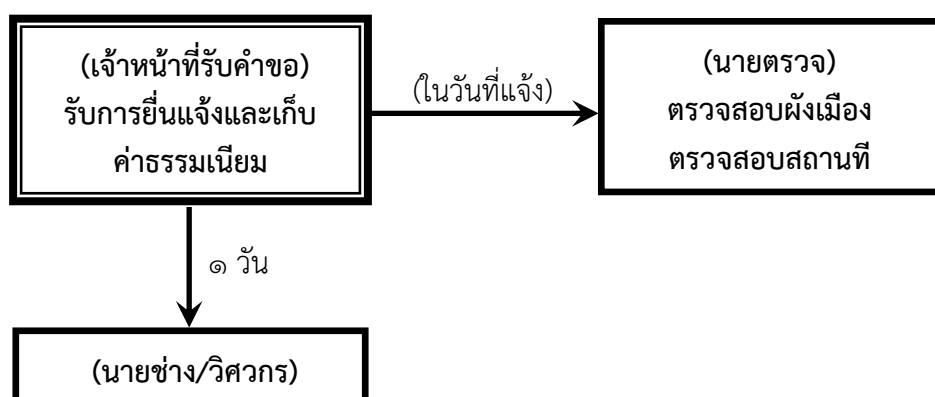 (เจ้าหน้าที่รับคำขอ)
รับการยื่นแจ้งและเก็บ
ค่าธรรมเนียม
(ในวันที่แจ้ง)
(นายตรวจ)
ตรวจสอบผังเมือง
ตรวจสอบสถานที
๑ วัน
(นายช่าง/วิศวกร)